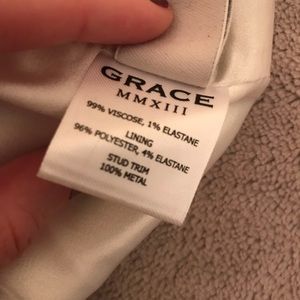 GRACE
MMXIII
99% VISCOSE, 1% ELASTANE
LINING
96% POLYESTER, 4% ELASTANE
STUD TRIM
100% METAL